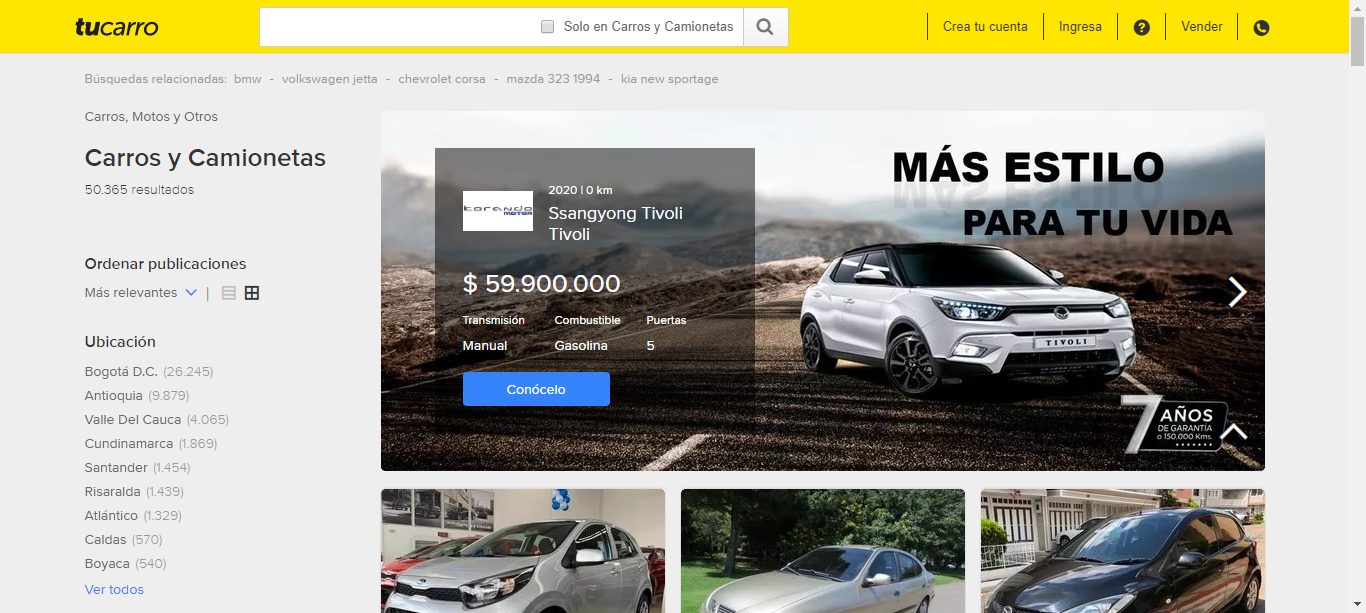 tucarro
Solo en Carros y Camionetas
Crea tu cuenta
Ingresa
?
Vender
Búsquedas relacionadas: bmw - volkswagen jetta - chevrolet corsa - mazda 323 1994 - kia new sportage
Carros, Motos y Otros
Carros y Camionetas
50.365 resultados
Ordenar publicaciones
Más relevantes |
Ubicación
Bogotá D.C. (26.245)
Antioquia (9.879)
Valle Del Cauca (4.065)
Cundinamarca (1.869)
Santander (1.454)
Risaralda (1.439)
Atlántico (1.329)
Caldas (570)
Boyaca (540)
Ver todos
MÁS ESTILO
PARA TU VIDA
2020 | 0 km
Ssangyong Tivoli
Tivoli
$ 59.900.000
Transmisión Combustible Puertas
Manual Gasolina 5
Conócelo
TIVOLI
7 AÑOS
DE GARANTÍA
o 150.000 Kms.